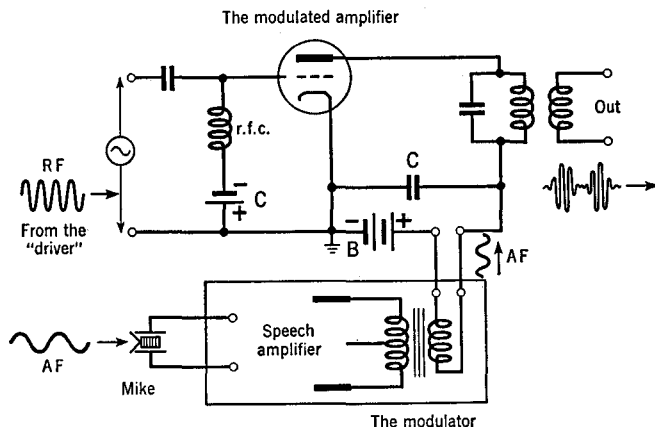 The modulated amplifier
r.f.c.
Out
RF
From the
"driver"
-
+
C
C
-
+
B
AF
AF
Speech
amplifier
Mike
The modulator